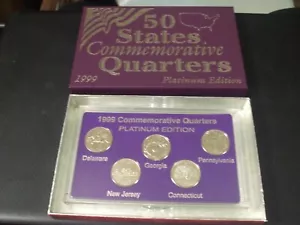 50
States
Commemorative
Quarters
1999 Platinum Edition
1999 Commemorative Quarters
PLATINUM EDITION
Delaware Georgia Pennsylvania
New Jersey Connecticut